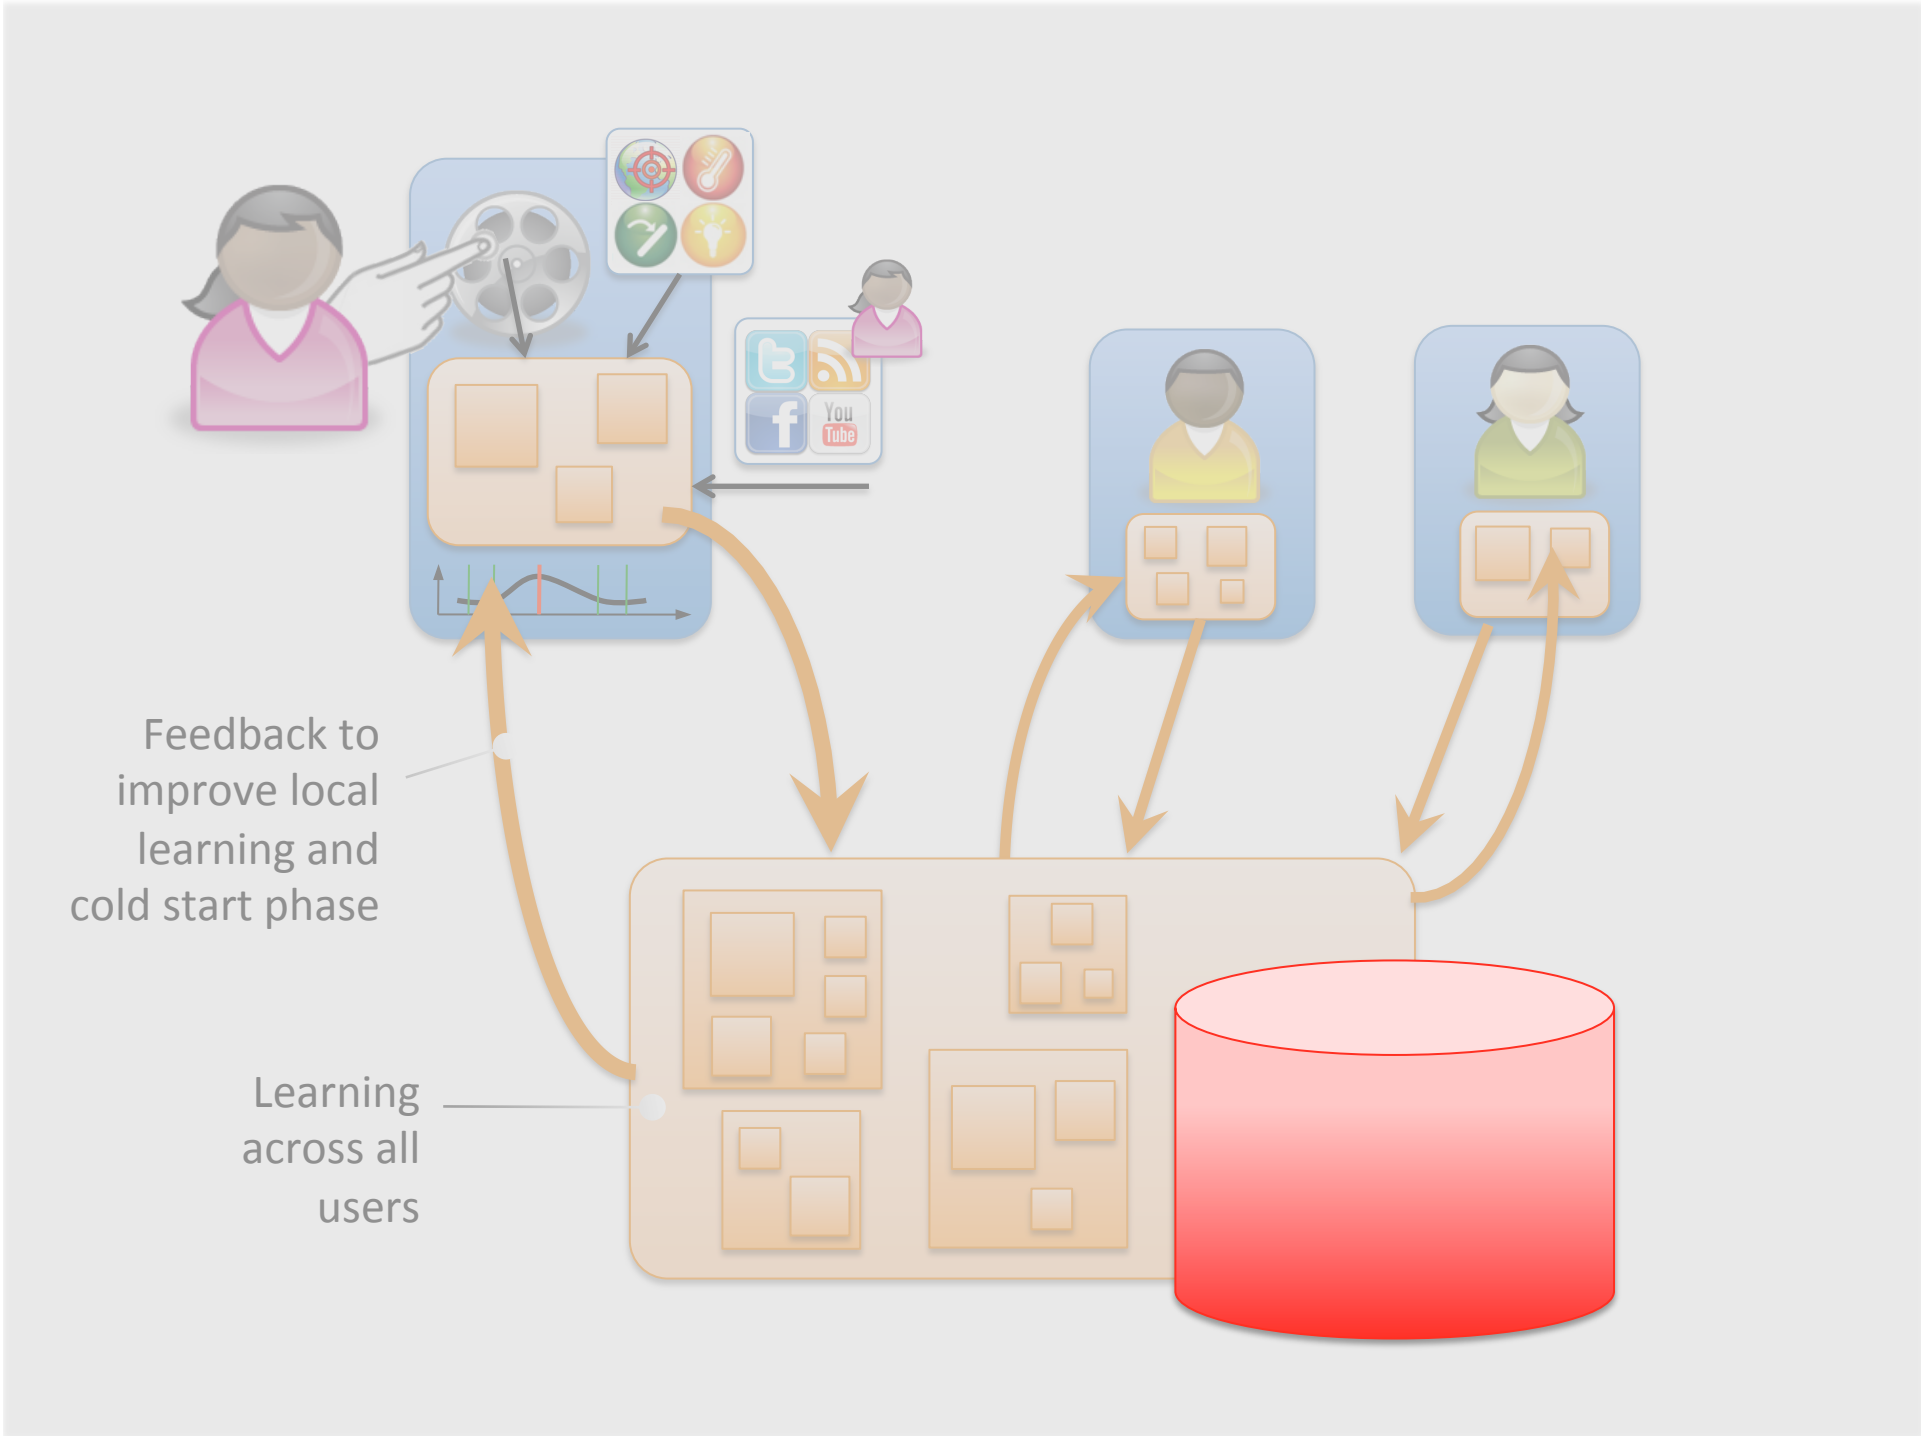 You
Tube
Feedback to
improve local
learning and
cold start phase
Learning
across all
users